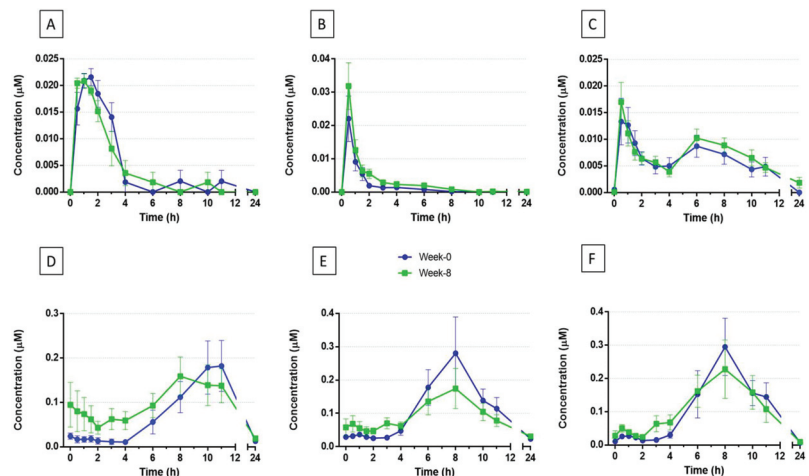 A
B
C
Concentration (µM)
0.025
0.020
0.015
0.010
0.005
0.000
0 2 4 6 8 10 12 24
Time (h)
Concentration (µM)
0.04
0.03
0.02
0.01
0.00
0 2 4 6 8 10 12 24
Time (h)
Concentration (µM)
0.025
0.020
0.015
0.010
0.005
0.000
0 2 4 6 8 10 12 24
Time (h)
D
E
F
Week-0
Week-8
Concentration (µM)
0.3
0.2
0.1
0.0
0 2 4 6 8 10 12 24
Time (h)
Concentration (µM)
0.4
0.3
0.2
0.1
0.0
0 2 4 6 8 10 12 24
Time (h)
Concentration (µM)
0.4
0.3
0.2
0.1
0.0
0 2 4 6 8 10 12 24
Time (h)